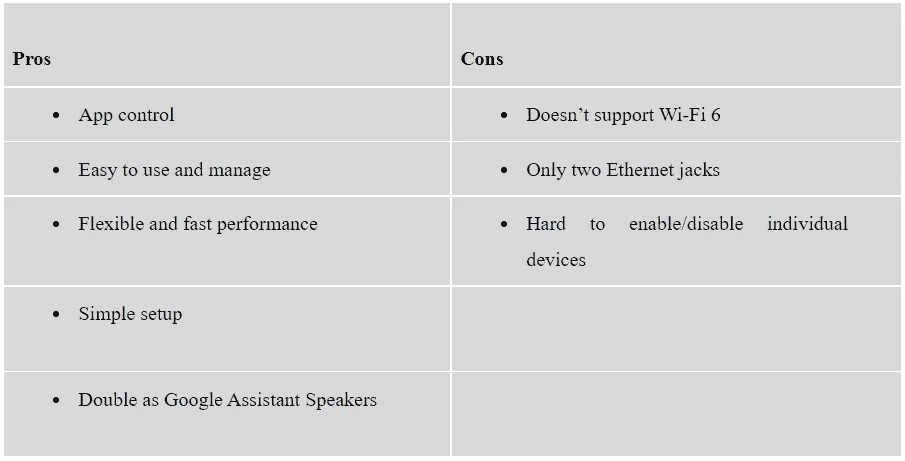 Pros
Cons
• App control
• Doesn’t support Wi-Fi 6
• Easy to use and manage
• Only two Ethernet jacks
• Flexible and fast performance
• Hard to enable/disable individual
devices
• Simple setup
• Double as Google Assistant Speakers